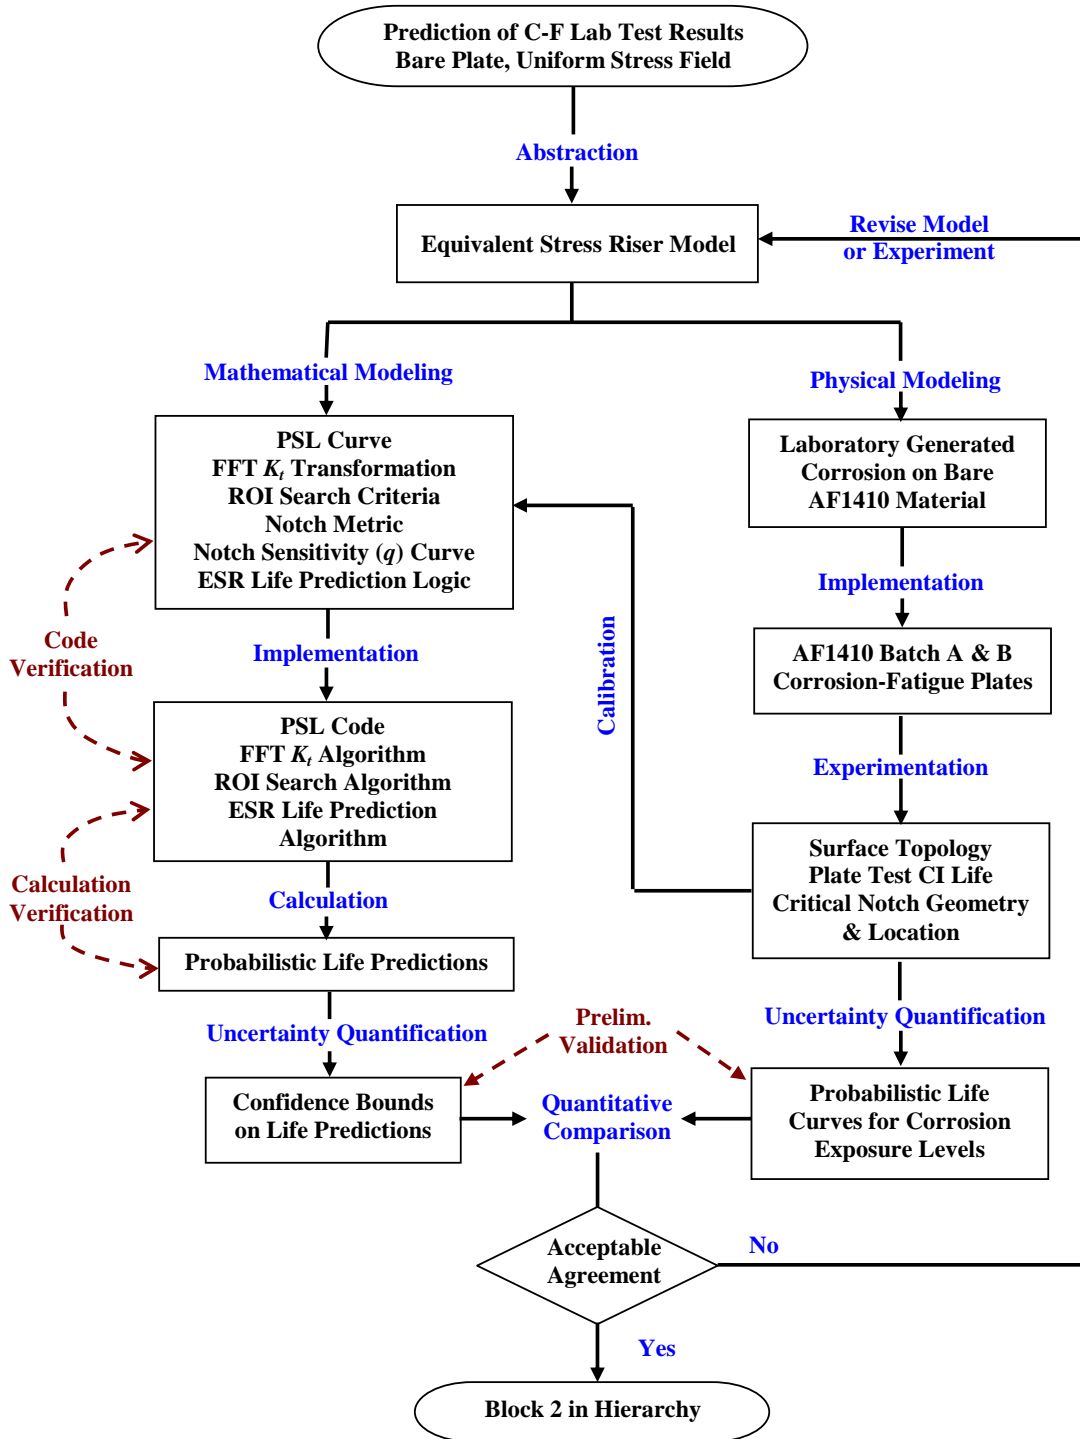 Prediction of C-F Lab Test Results
Bare Plate, Uniform Stress Field
Abstraction
Equivalent Stress Riser Model
Revise Model
or Experiment
Mathematical Modeling
Physical Modeling
PSL Curve
FFT Kt Transformation
ROI Search Criteria
Notch Metric
Notch Sensitivity (q) Curve
ESR Life Prediction Logic
Laboratory Generated
Corrosion on Bare
AF1410 Material
Implementation
Implementation
Code
Verification
Calibration
AF1410 Batch A & B
Corrosion-Fatigue Plates
PSL Code
FFT Kt Algorithm
ROI Search Algorithm
ESR Life Prediction
Algorithm
Experimentation
Surface Topology
Plate Test CI Life
Critical Notch Geometry
& Location
Calculation
Verification
Calculation
Probabilistic Life Predictions
Uncertainty Quantification
Prelim.
Validation
Uncertainty Quantification
Confidence Bounds
on Life Predictions
Quantitative
Comparison
Probabilistic Life
Curves for Corrosion
Exposure Levels
Acceptable
Agreement
No
Yes
Block 2 in Hierarchy